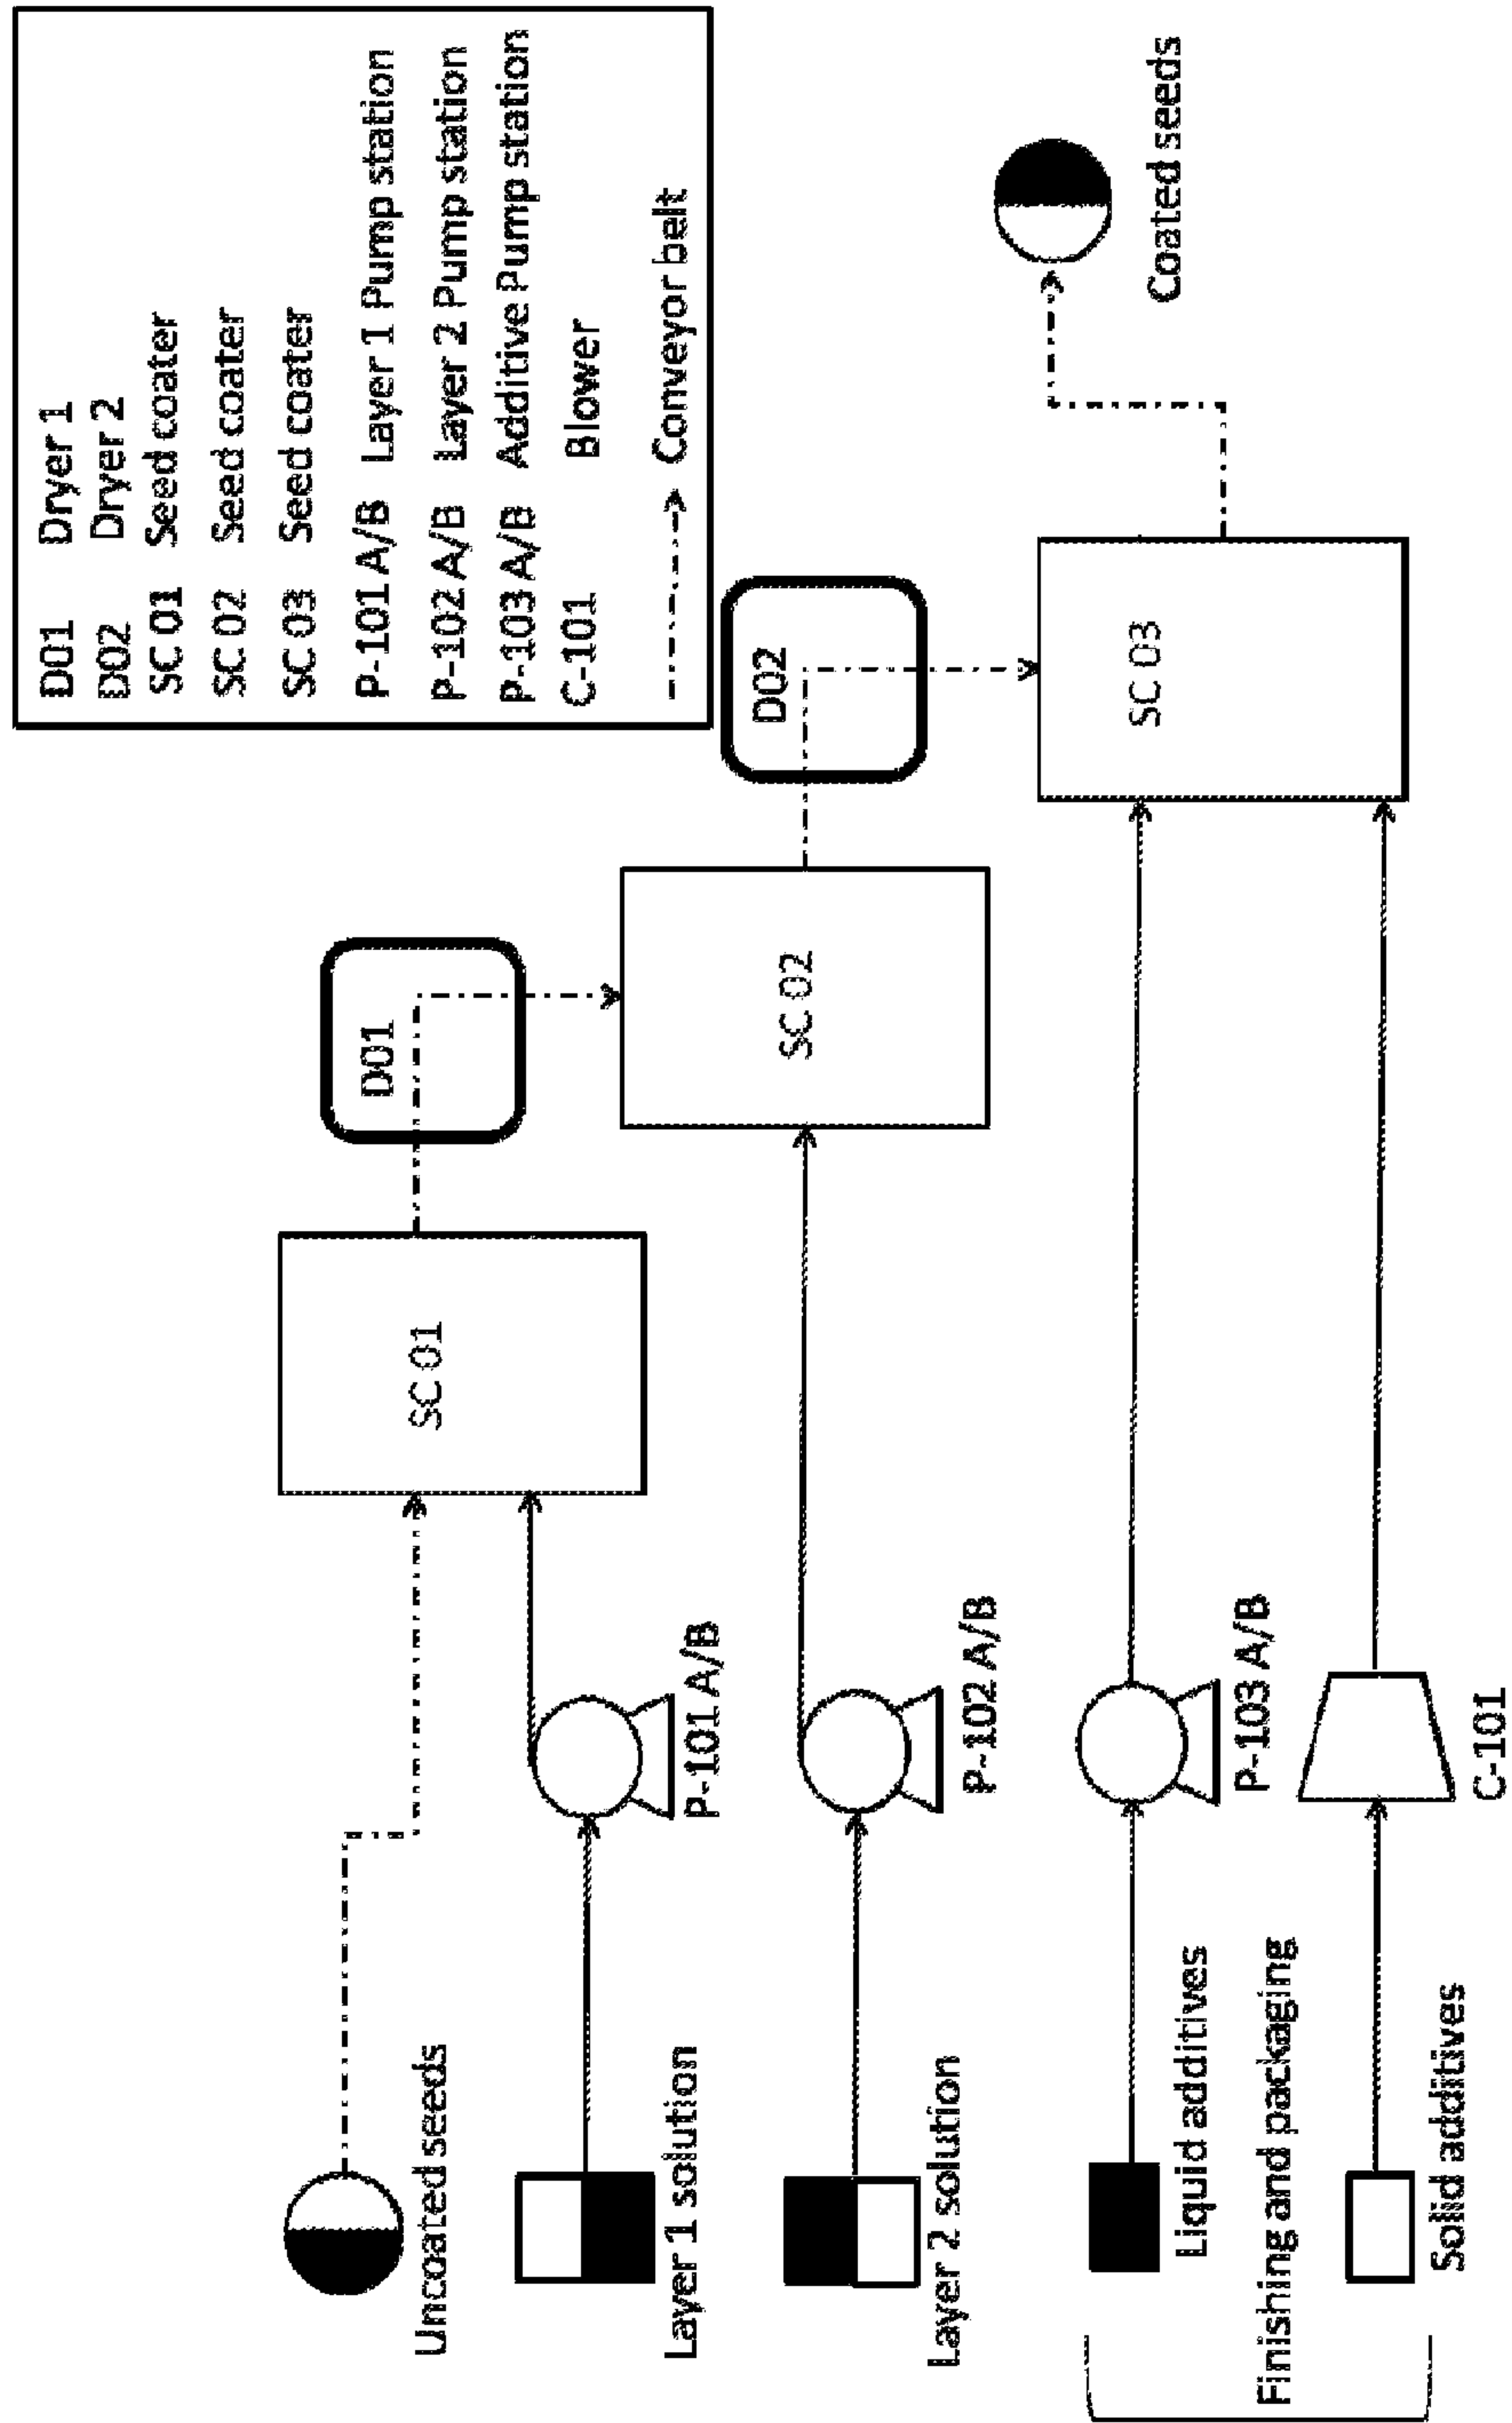 D01 Dryer 1
D02 Dryer 2
SC 01 Seed coater
SC 02 Seed coater
SC 03 Seed coater
P-101 A/B Layer 1 Pump station
P-102 A/B Layer 2 Pump station
P-103 A/B Additive Pump station
C-101 Blower
Conveyor belt
Uncoated seeds
SC 01
D01
Layer 1 solution
P-101 A/B
SC 02
D02
Layer 2 solution
P-102 A/B
SC 03
Coated seeds
Liquid additives
P-103 A/B
Finishing and packaging
Solid additives
C-101